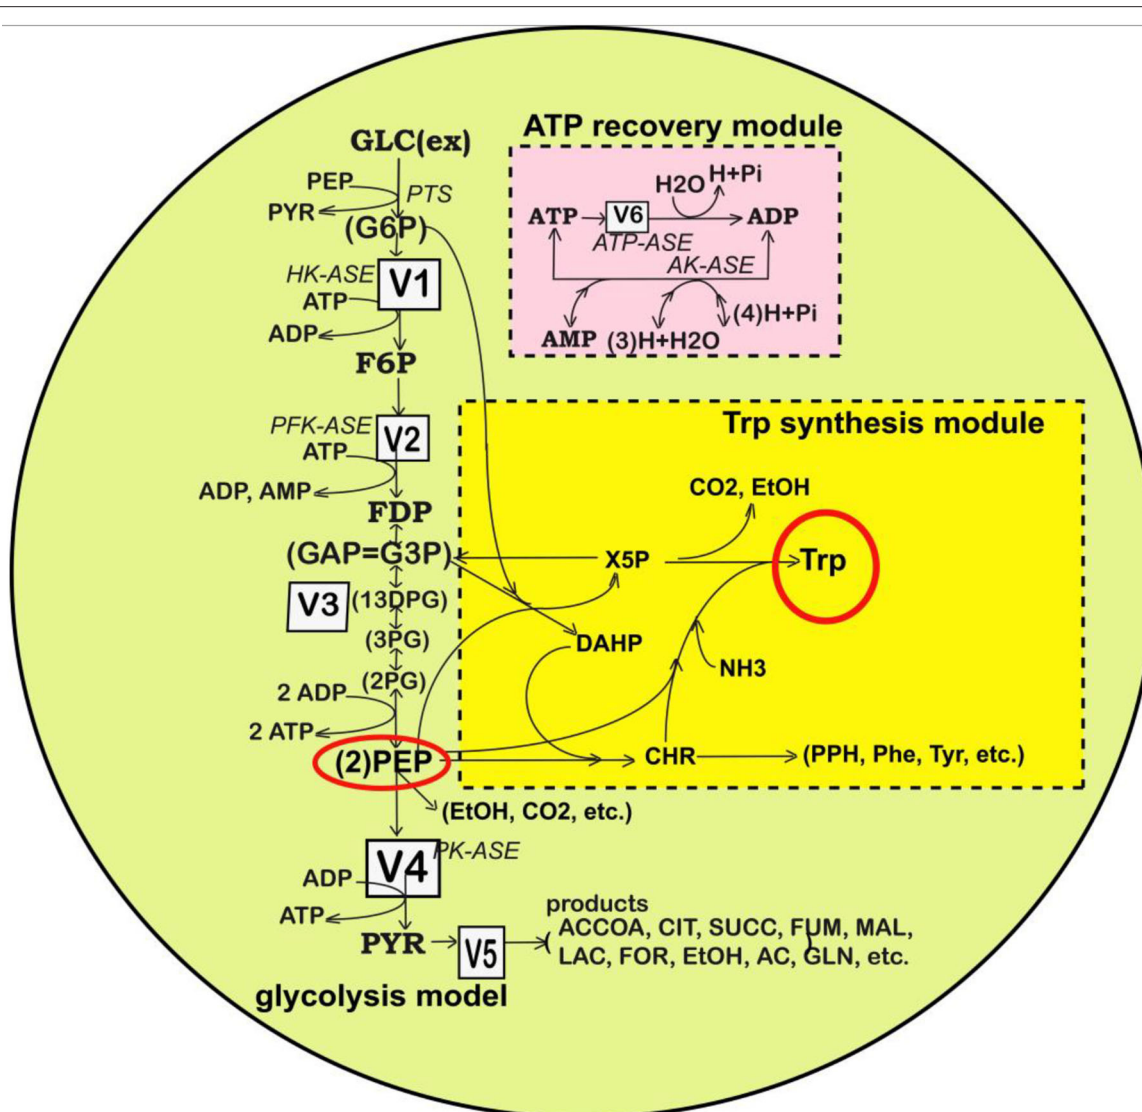 ATP recovery module
GLC(ex)
PEP
PTS
PYR
(G6P)
H2O
H+Pi
ATP
V6
ADP
ATP-ASE
AK-ASE
AMP
(3)H+H2O
(4)H+Pi
HK-ASE
V1
ATP
ADP
F6P
PFK-ASE
V2
ATP
ADP, AMP
FDP
(GAP=G3P)
V3
(13DPG)
(3PG)
(2PG)
2 ADP
2 ATP
(2)PEP
(EtOH, CO2, etc.)
Trp synthesis module
CO2, EtOH
X5P
Trp
DAHP
NH3
CHR
(PPH, Phe, Tyr, etc.)
V4
PK-ASE
ADP
ATP
PYR
V5
products
( ACCOA, CIT, SUCC, FUM, MAL,
LAC, FOR, EtOH, AC, GLN, etc. )
glycolysis model